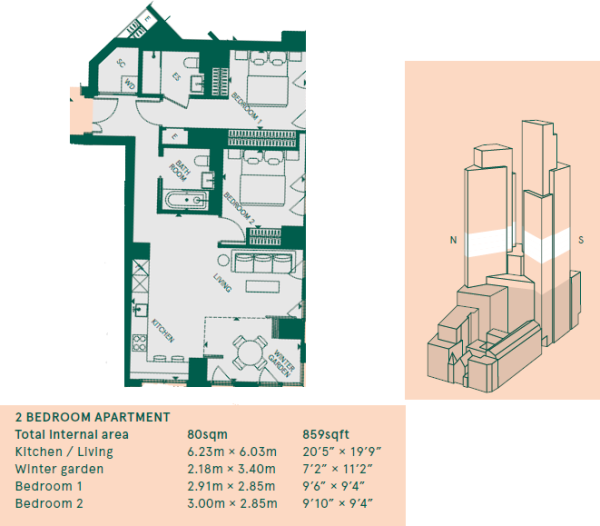 E
SC
WD
ES
BEDROOM 1
E
BATH
ROOM
BEDROOM 2
LIVING
KITCHEN
WINTER
GARDEN
N
S
2 BEDROOM APARTMENT
Total Internal area 80sqm 859sqft
Kitchen / Living 6.23m × 6.03m 20’5” × 19’9”
Winter garden 2.18m × 3.40m 7’2” × 11’2”
Bedroom 1 2.91m × 2.85m 9’6” × 9’4”
Bedroom 2 3.00m × 2.85m 9’10” × 9’4”